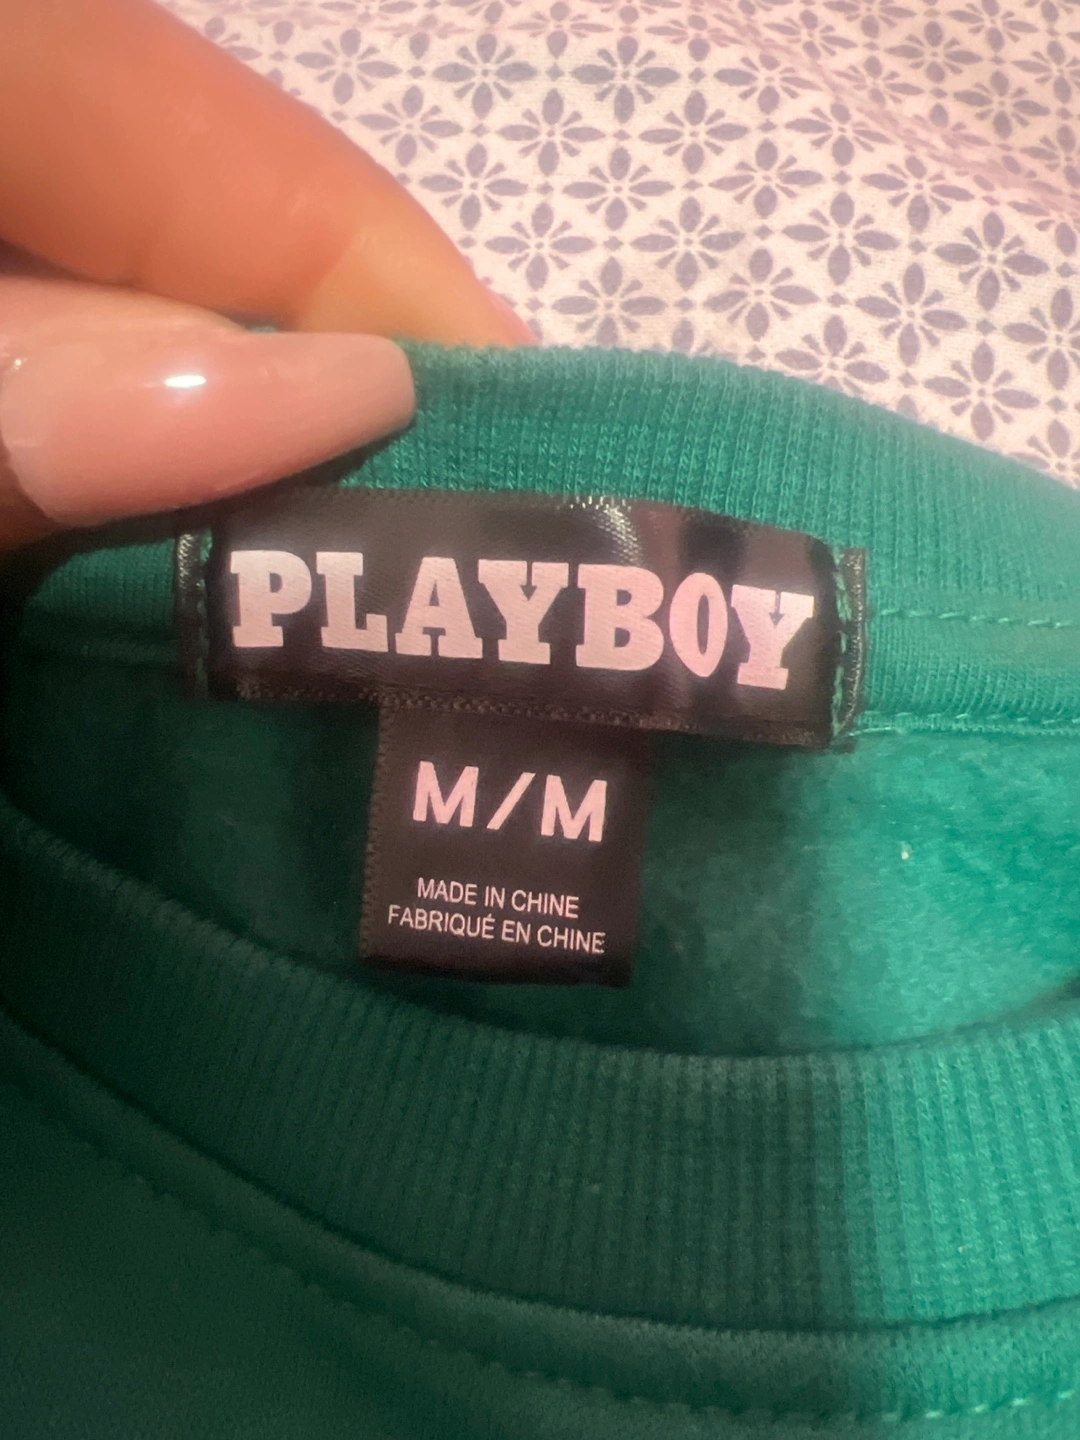 PLAYBOY
M/M
MADE IN CHINE
FABRIQUÉ EN CHINE